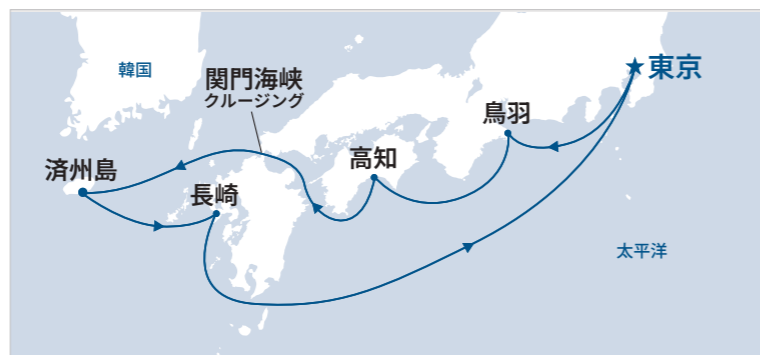 韓国
関門海峡
クルージング
東京
鳥羽
高知
済州島
長崎
太平洋